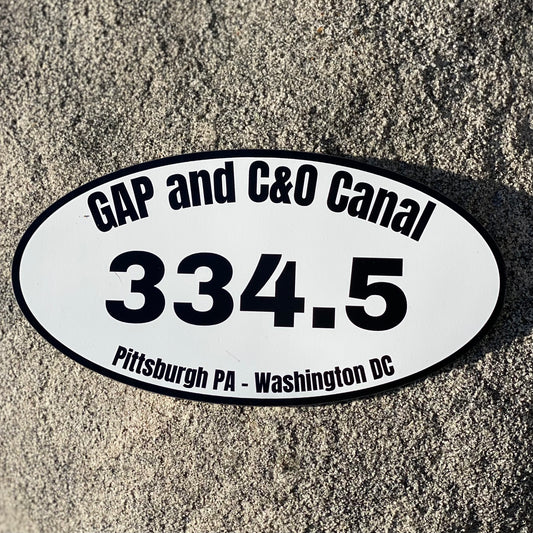 GAP and C&O Canal
334.5
Pittsburgh PA - Washington DC